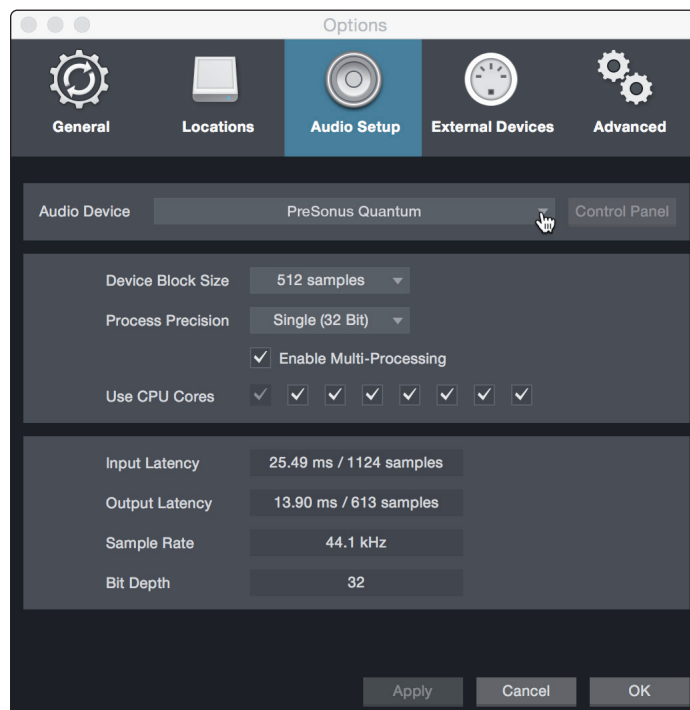 Options
General Locations Audio Setup External Devices Advanced
Audio Device PreSonus Quantum Control Panel
Device Block Size 512 samples
Process Precision Single (32 Bit)
Enable Multi-Processing
Use CPU Cores
Input Latency 25.49 ms / 1124 samples
Output Latency 13.90 ms / 613 samples
Sample Rate 44.1 kHz
Bit Depth 32
Apply Cancel OK